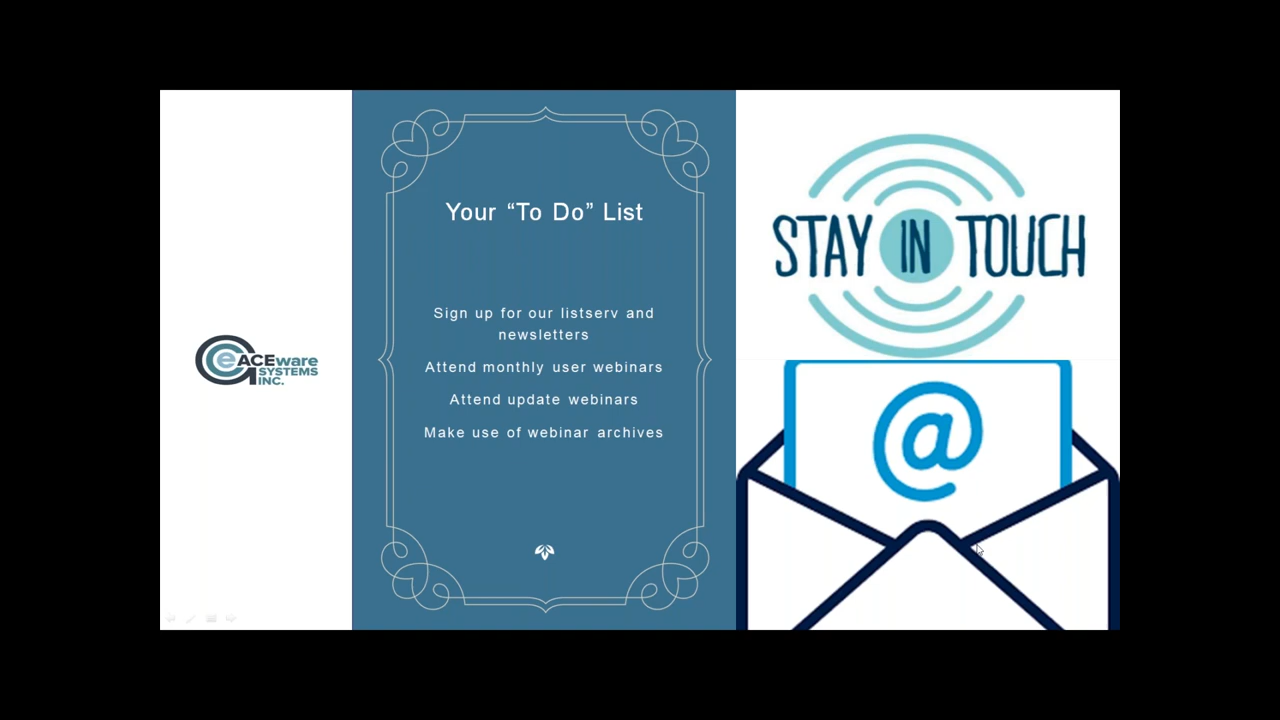 eACEware
SYSTEMS
INC.
Your “To Do” List
Sign up for our listserv and
newsletters
Attend monthly user webinars
Attend update webinars
Make use of webinar archives
STAY IN TOUCH
@